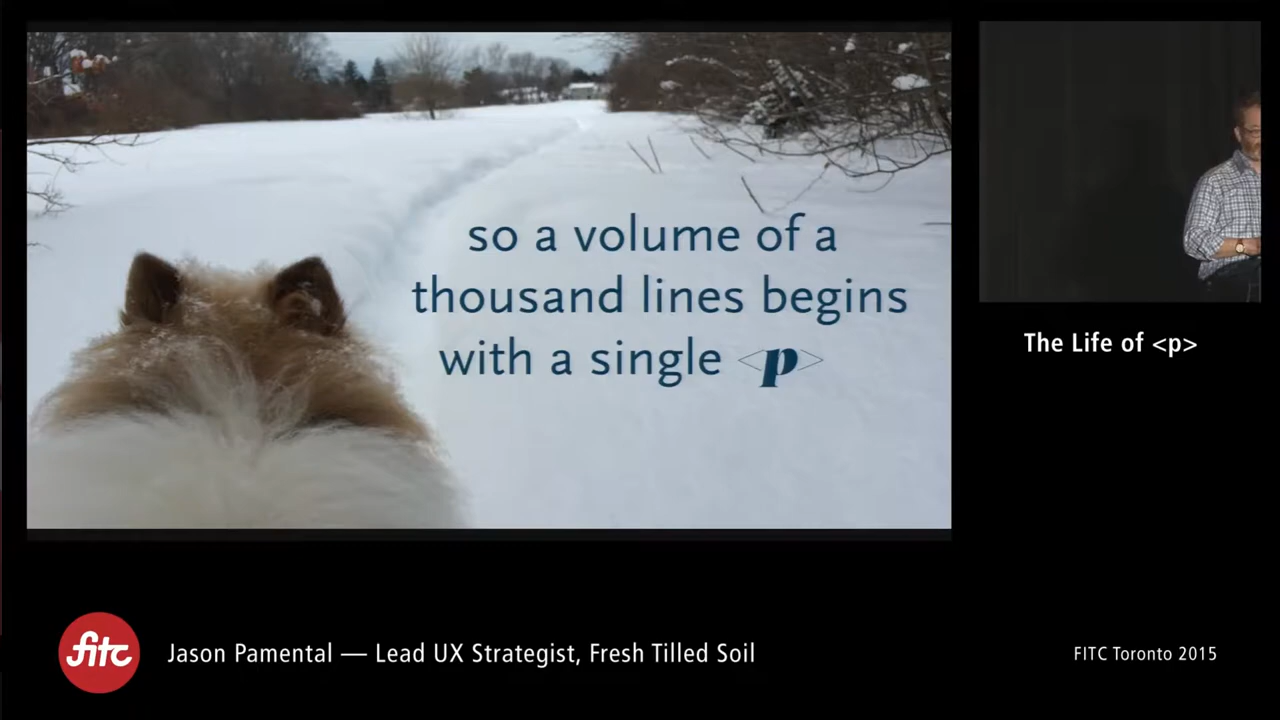 so a volume of a
thousand lines begins
with a single <p>
The Life of <p>
fitc
Jason Pamental — Lead UX Strategist, Fresh Tilled Soil
FITC Toronto 2015